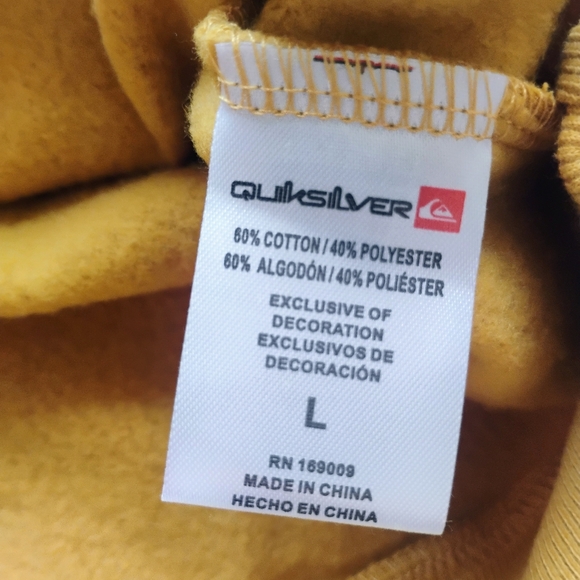 QUIKSILVER
60% COTTON / 40% POLYESTER
60% ALGODÓN / 40% POLIÉSTER
EXCLUSIVE OF
DECORATION
EXCLUSIVOS DE
DECORACIÓN
L
RN 169009
MADE IN CHINA
HECHO EN CHINA